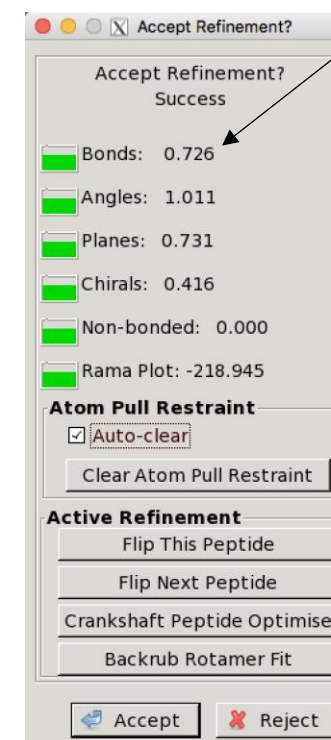 Accept Refinement?
Accept Refinement?
Success
Bonds: 0.726
Angles: 1.011
Planes: 0.731
Chirals: 0.416
Non-bonded: 0.000
Rama Plot: -218.945
Atom Pull Restraint
Auto-clear
Clear Atom Pull Restraint
Active Refinement
Flip This Peptide
Flip Next Peptide
Crankshaft Peptide Optimise
Backrub Rotamer Fit
Accept Reject